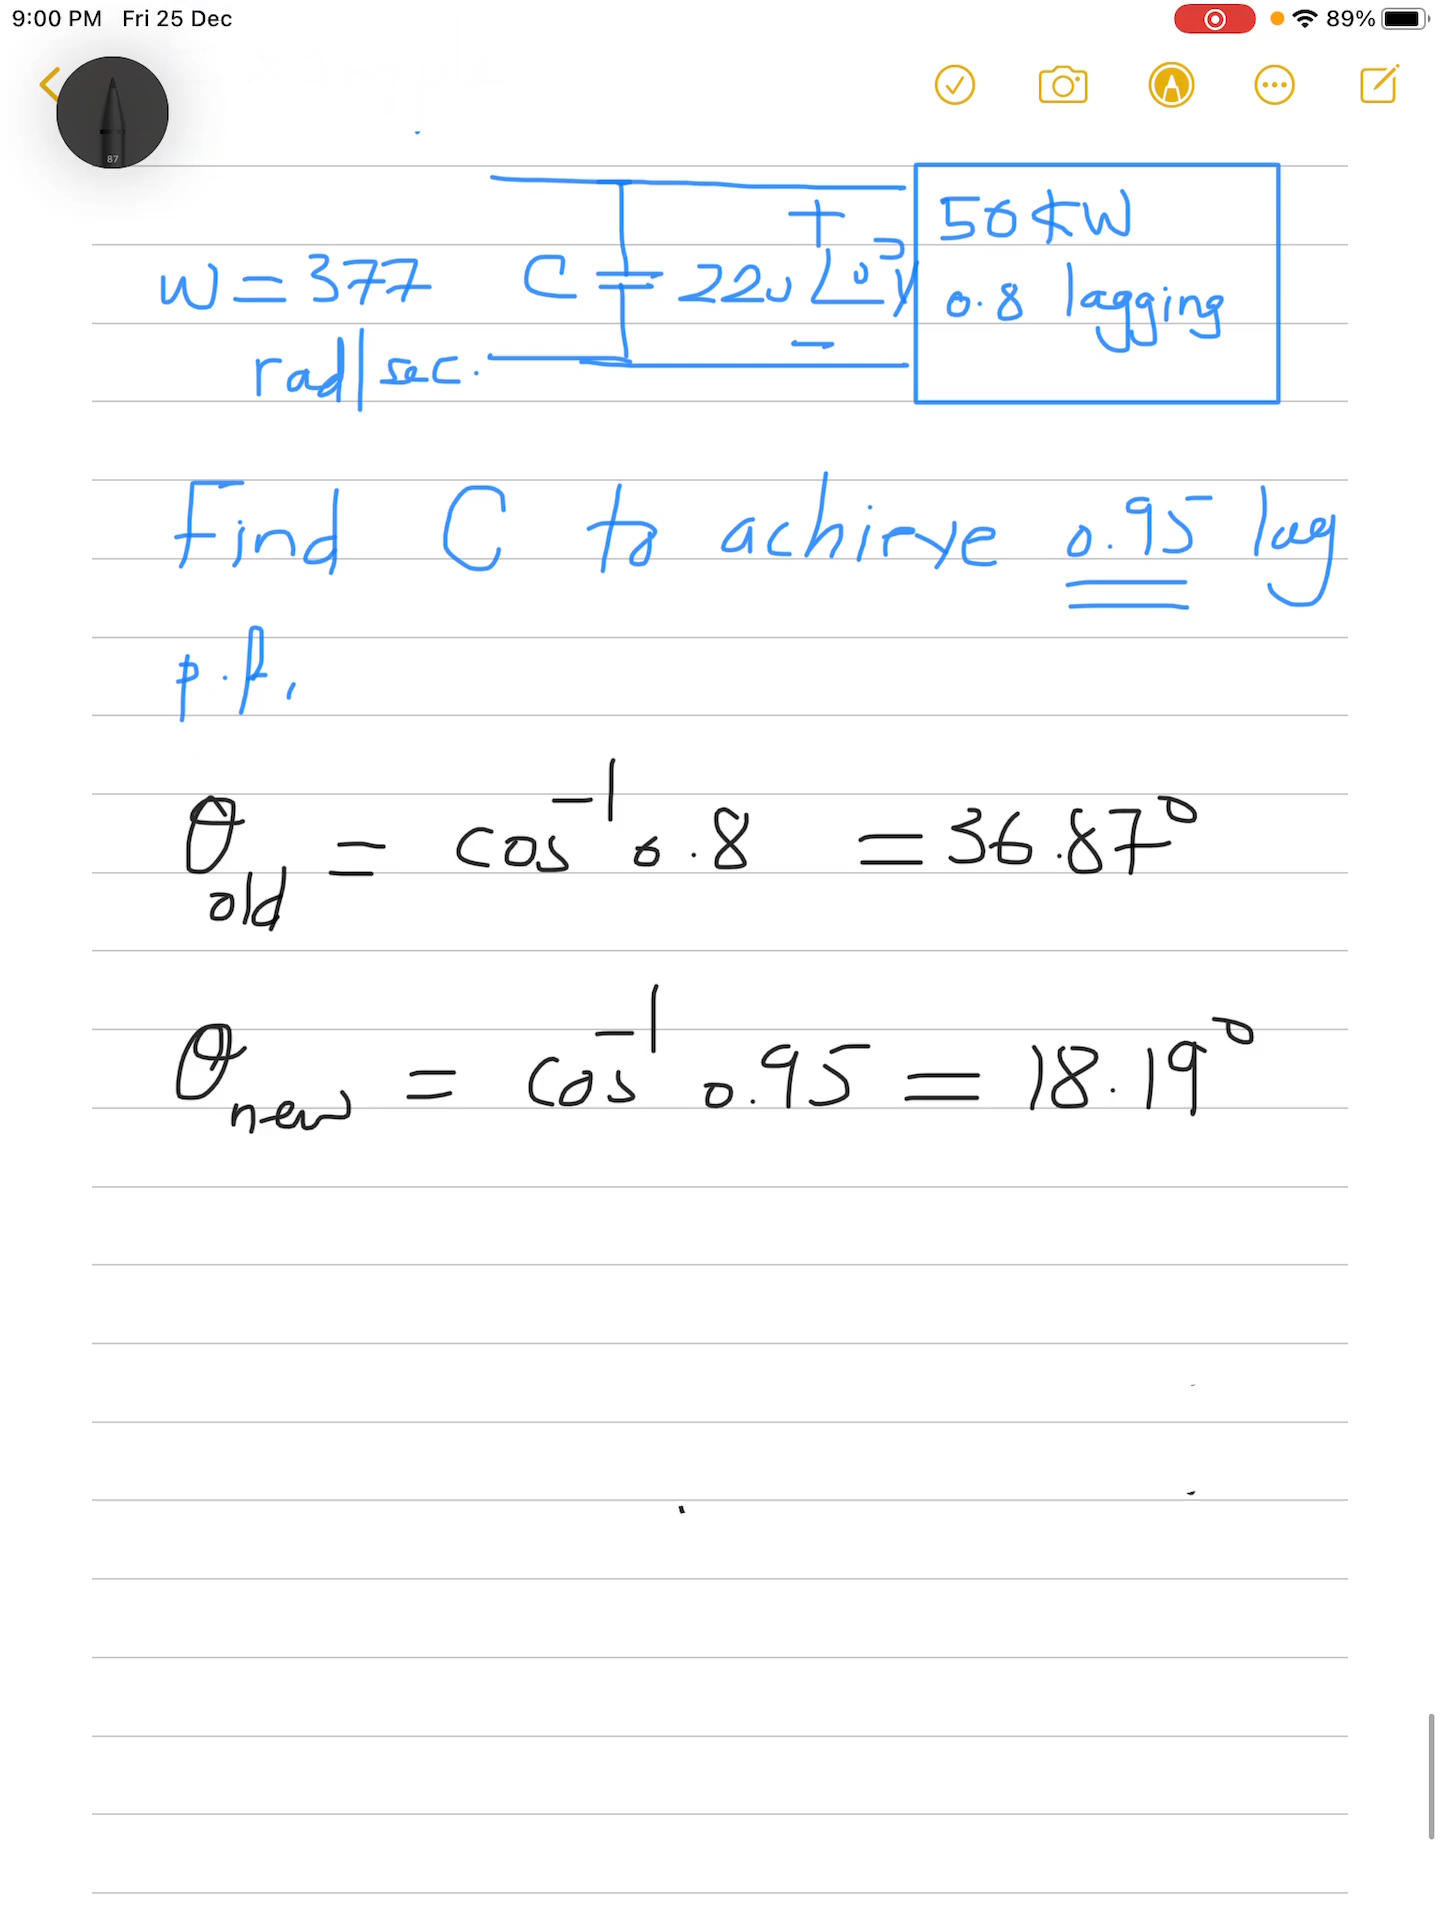 9:00 PM Fri 25 Dec 89%
87
50 KW
w = 377 C 220∠0° V 0.8 lagging
rad/sec.
+
−
Find C to achieve 0.95 lag
p.f.
θold = cos⁻¹ 0.8 = 36.87°
θnew = cos⁻¹ 0.95 = 18.19°